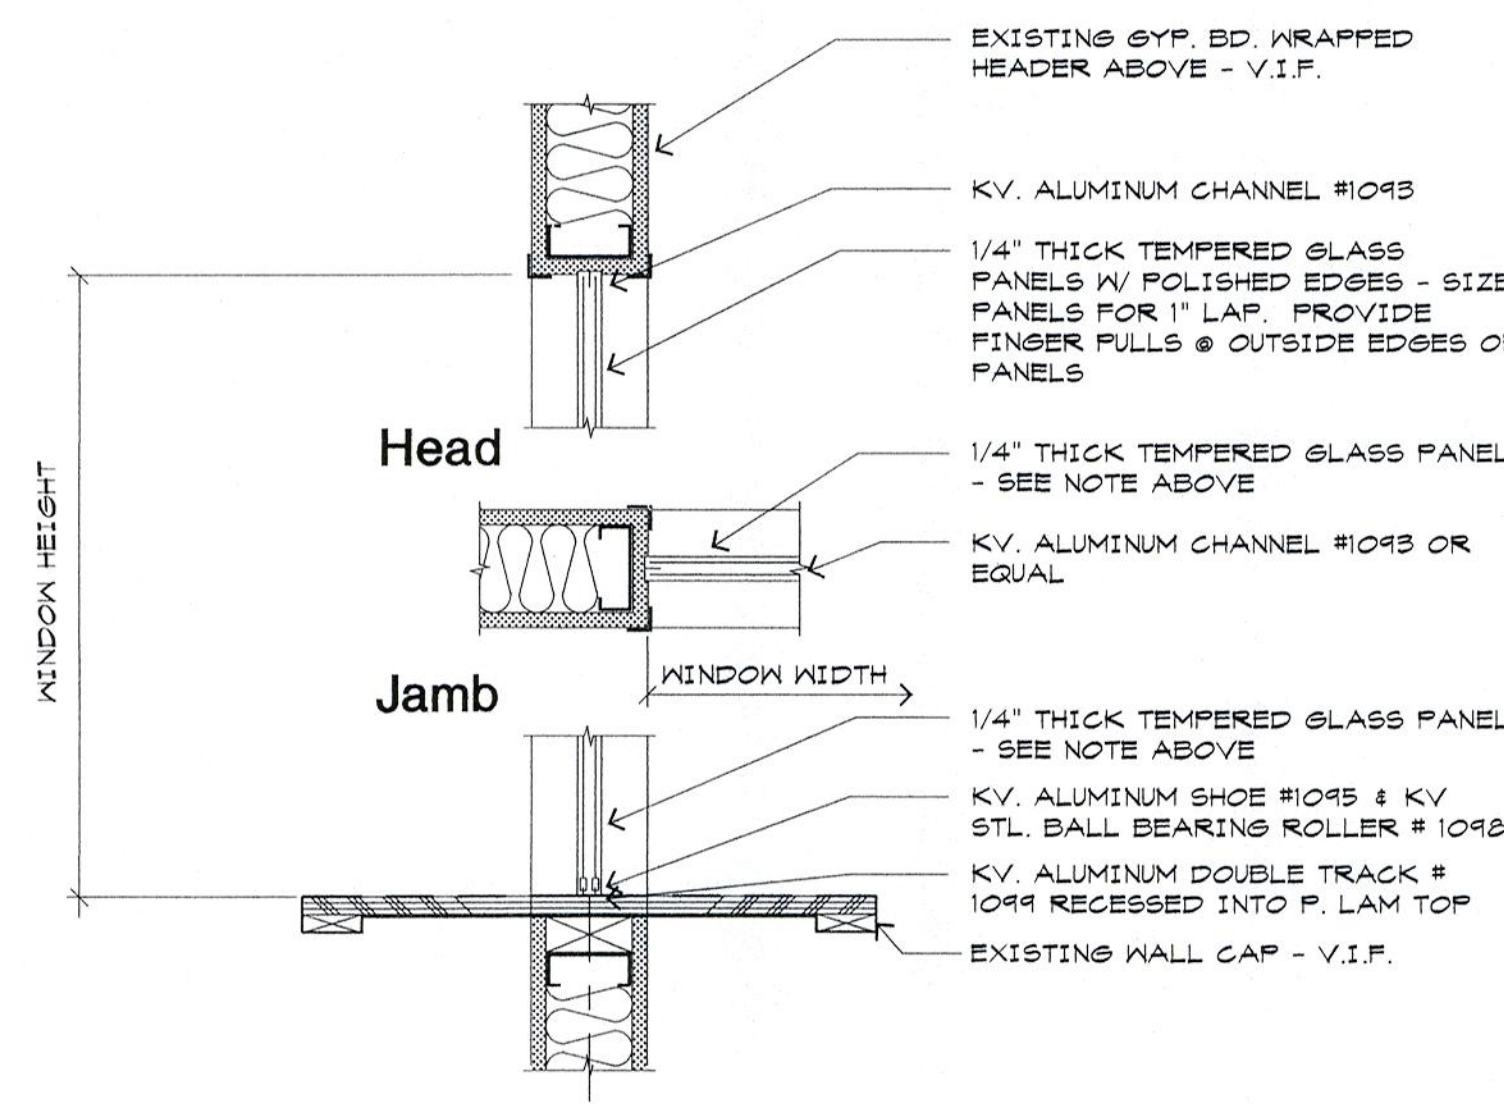 EXISTING GYP. BD. WRAPPED
HEADER ABOVE - V.I.F.
KV. ALUMINUM CHANNEL #1093
1/4" THICK TEMPERED GLASS
PANELS W/ POLISHED EDGES - SIZE
PANELS FOR 1" LAP. PROVIDE
FINGER PULLS @ OUTSIDE EDGES OF
PANELS
Head
1/4" THICK TEMPERED GLASS PANEL
- SEE NOTE ABOVE
KV. ALUMINUM CHANNEL #1093 OR
EQUAL
WINDOW HEIGHT
WINDOW WIDTH
Jamb
1/4" THICK TEMPERED GLASS PANEL
- SEE NOTE ABOVE
KV. ALUMINUM SHOE #1095 & KV
STL. BALL BEARING ROLLER # 1098
KV. ALUMINUM DOUBLE TRACK #
1099 RECESSED INTO P. LAM TOP
EXISTING WALL CAP - V.I.F.